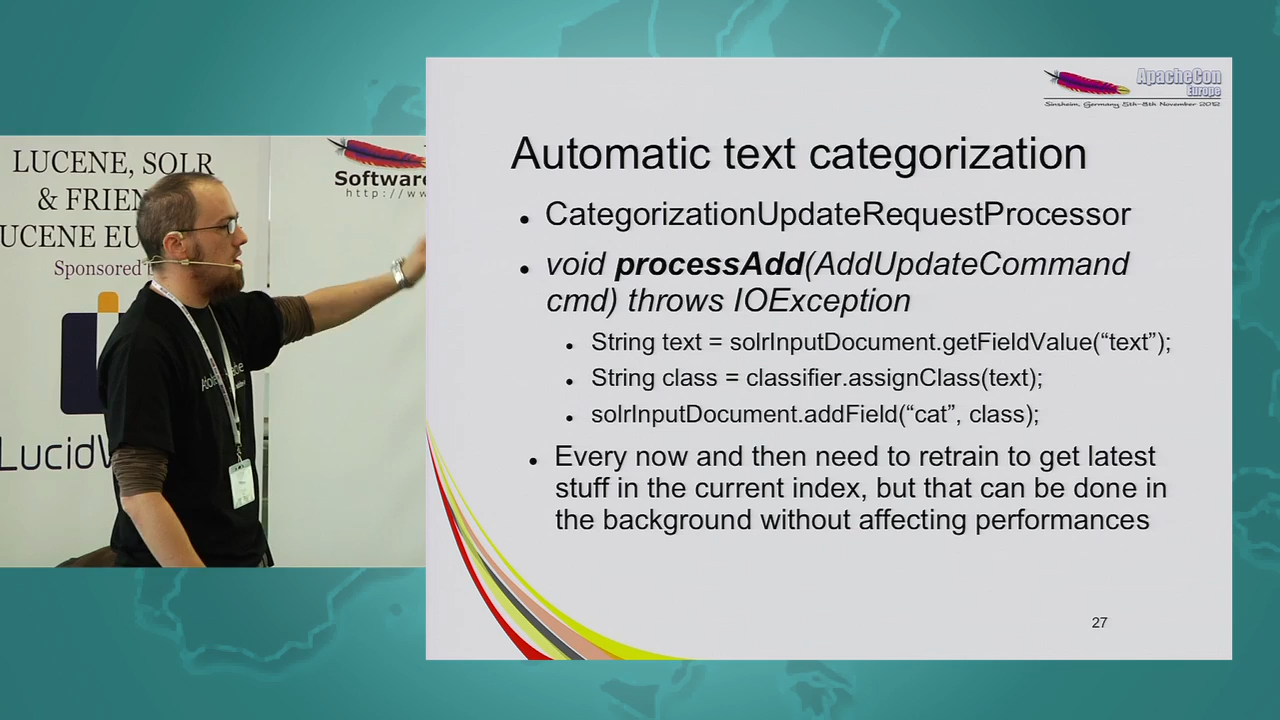 LUCENE, SOLR
& FRIEN
UCENE EU
Sponsored
LucidW
Software
http://ww
ApacheCon
Europe
Sinsheim, Germany 5th-8th November 2012
Automatic text categorization
• CategorizationUpdateRequestProcessor
• void processAdd(AddUpdateCommand
cmd) throws IOException
• String text = solrInputDocument.getFieldValue(“text”);
• String class = classifier.assignClass(text);
• solrInputDocument.addField(“cat”, class);
• Every now and then need to retrain to get latest
stuff in the current index, but that can be done in
the background without affecting performances
27